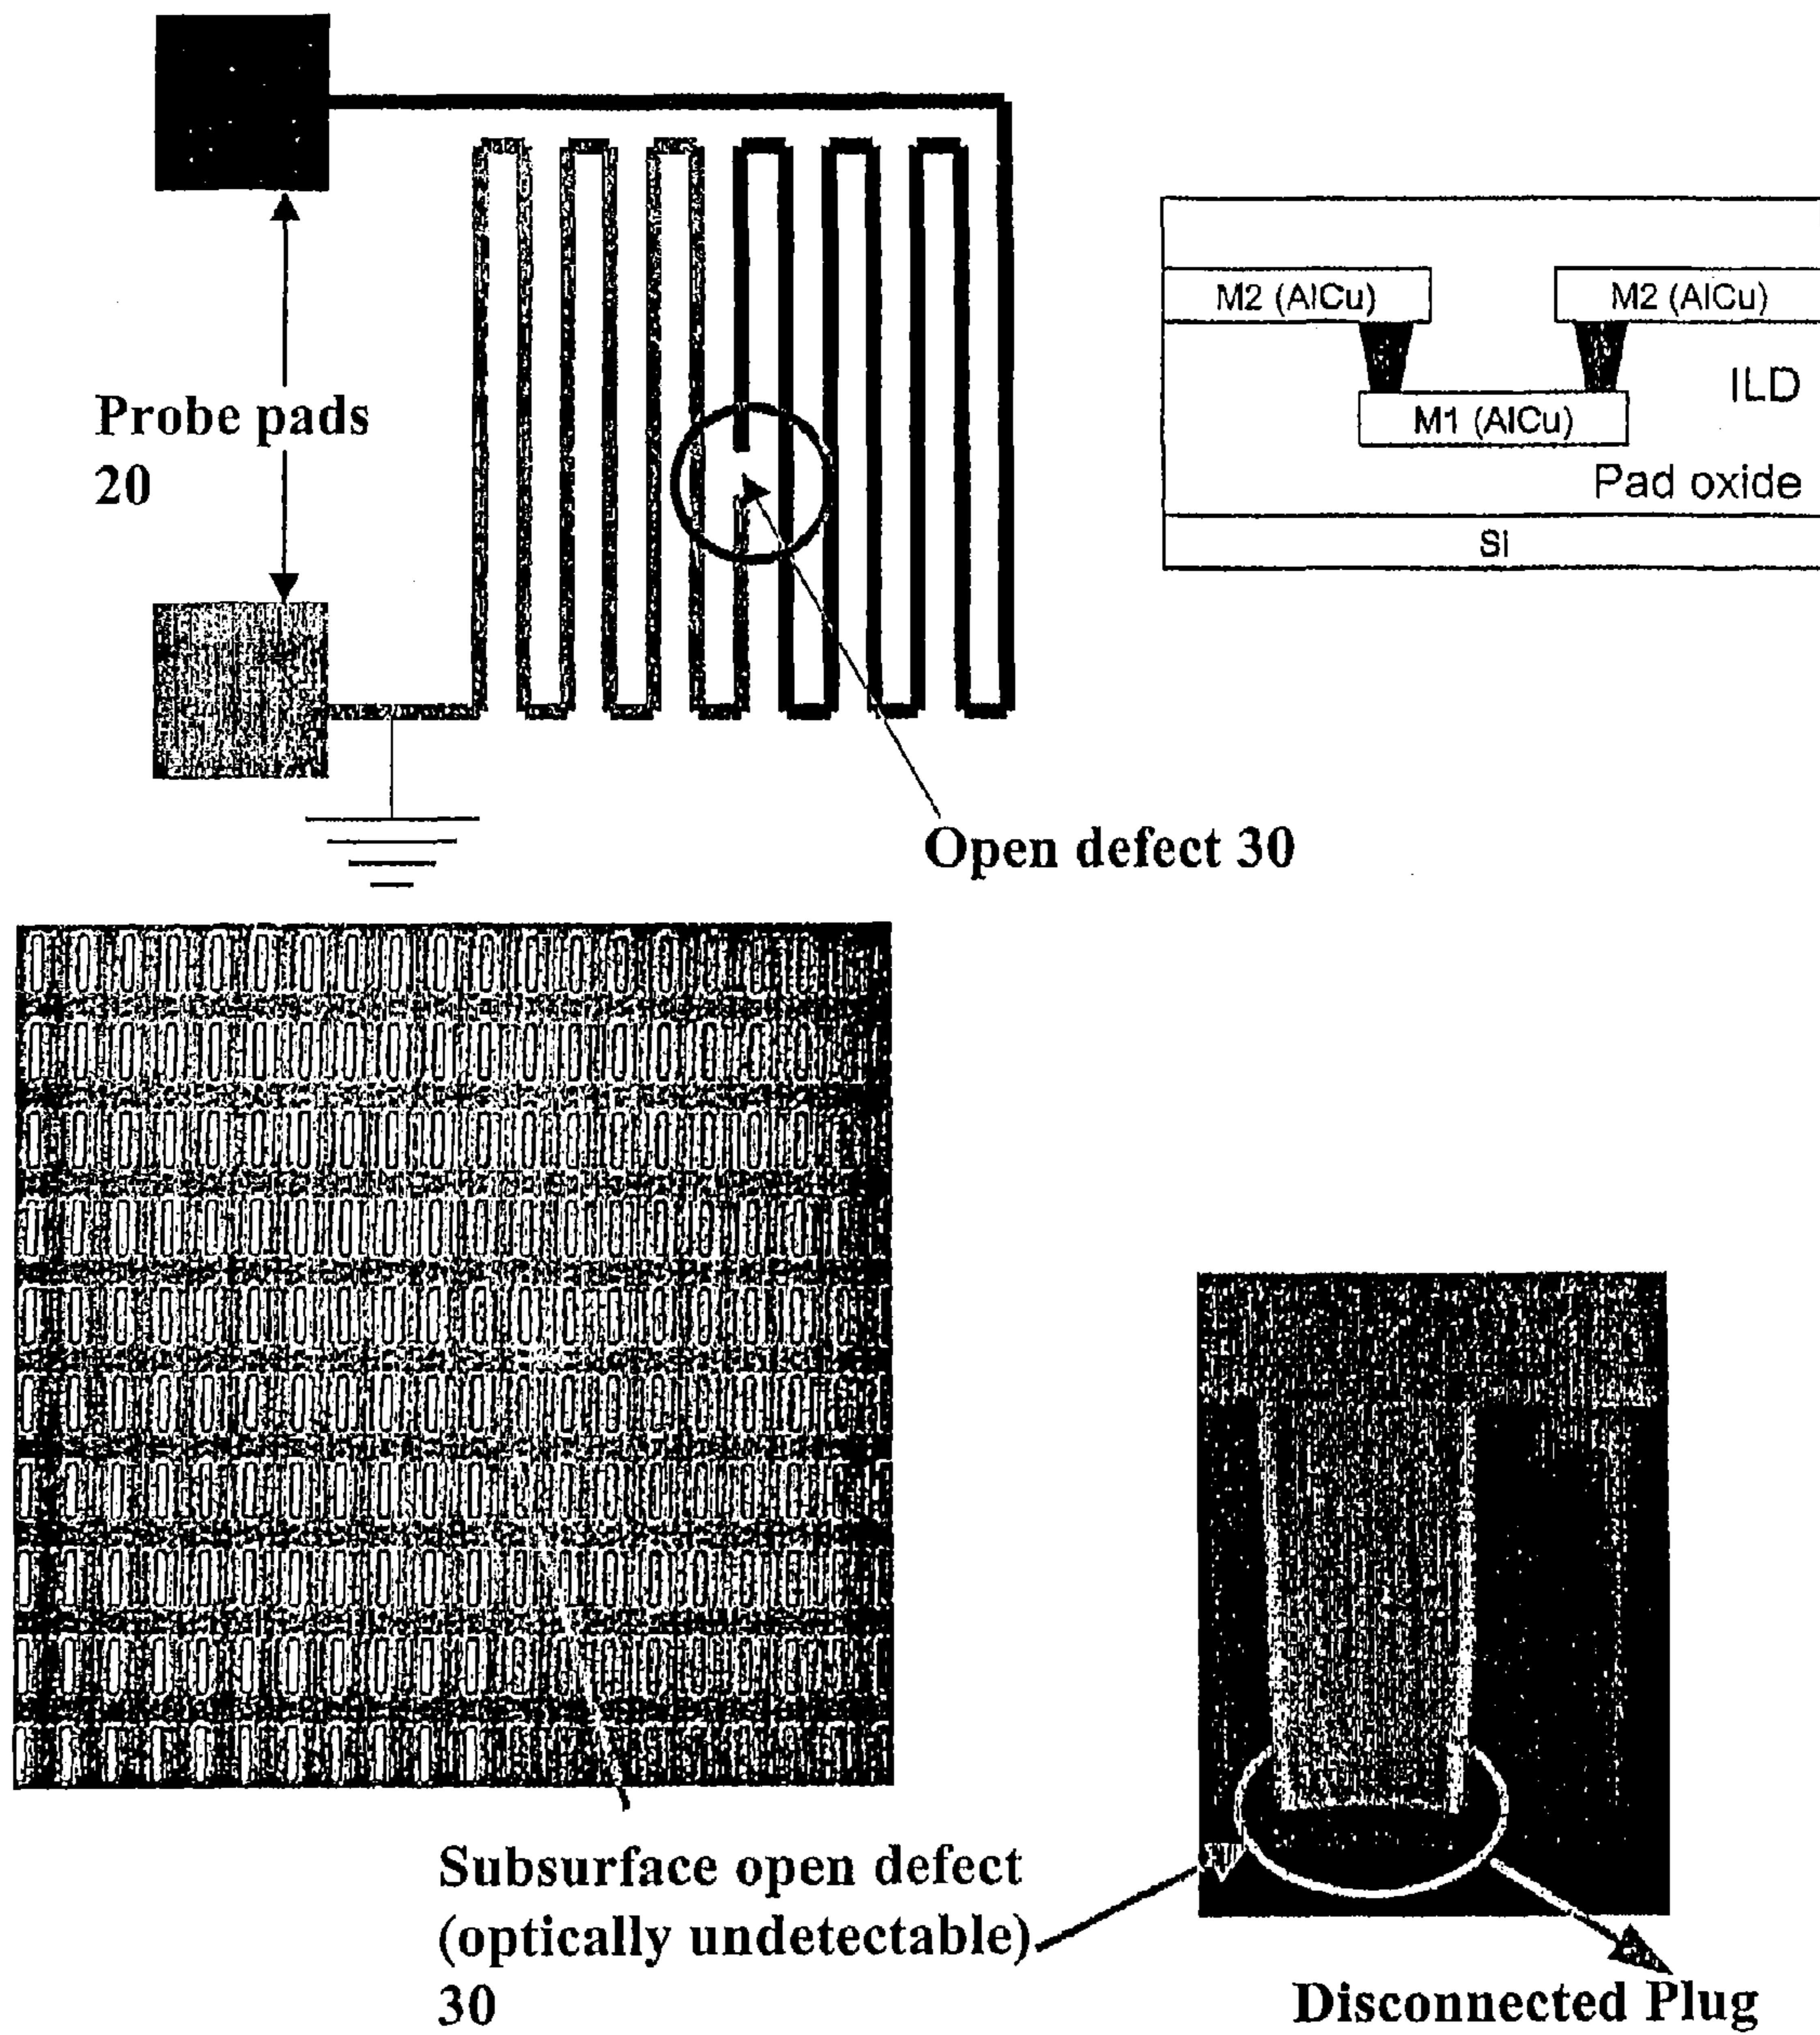 Probe pads
20
M2 (AlCu)
M2 (AlCu)
ILD
M1 (AlCu)
Pad oxide
Si
Open defect 30
Subsurface open defect
(optically undetectable)
30
Disconnected Plug